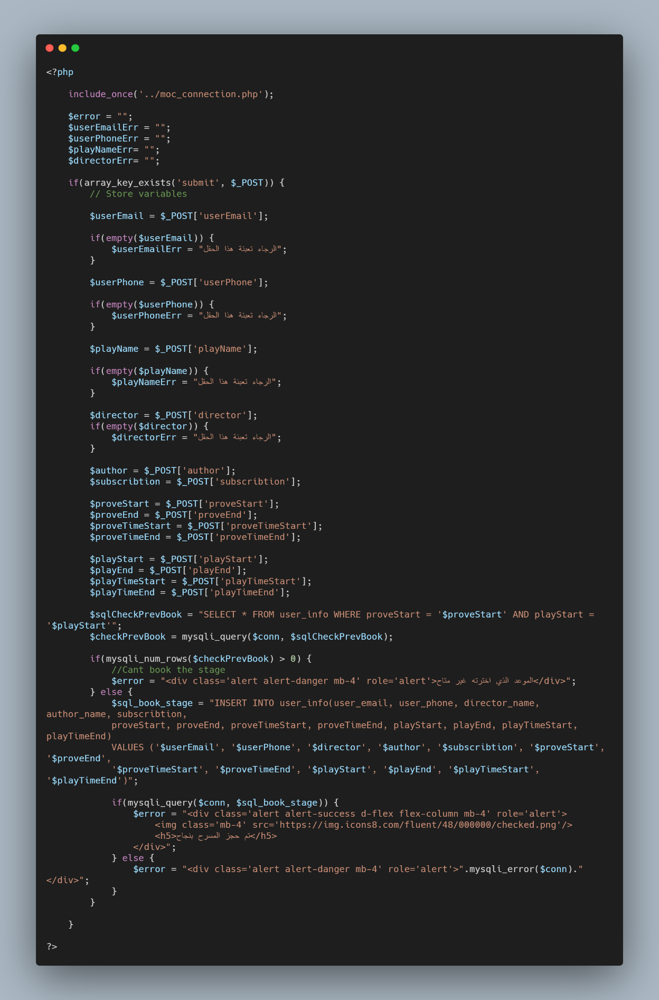 <?php
include_once('../moc_connection.php');
$error = "";
$userEmailErr = "";
$userPhoneErr = "";
$playNameErr= "";
$directorErr= "";
if(array_key_exists('submit', $_POST)) {
// Store variables
$userEmail = $_POST['userEmail'];
if(empty($userEmail)) {
$userEmailErr = "الرجاء تعبئة هذا الحقل";
}
$userPhone = $_POST['userPhone'];
if(empty($userPhone)) {
$userPhoneErr = "الرجاء تعبئة هذا الحقل";
}
$playName = $_POST['playName'];
if(empty($playName)) {
$playNameErr = "الرجاء تعبئة هذا الحقل";
}
$director = $_POST['director'];
if(empty($director)) {
$directorErr = "الرجاء تعبئة هذا الحقل";
}
$author = $_POST['author'];
$subscribtion = $_POST['subscribtion'];
$proveStart = $_POST['proveStart'];
$proveEnd = $_POST['proveEnd'];
$proveTimeStart = $_POST['proveTimeStart'];
$proveTimeEnd = $_POST['proveTimeEnd'];
$playStart = $_POST['playStart'];
$playEnd = $_POST['playEnd'];
$playTimeStart = $_POST['playTimeStart'];
$playTimeEnd = $_POST['playTimeEnd'];
$sqlCheckPrevBook = "SELECT * FROM user_info WHERE proveStart = '$proveStart' AND playStart =
'$playStart'";
$checkPrevBook = mysqli_query($conn, $sqlCheckPrevBook);
if(mysqli_num_rows($checkPrevBook) > 0) {
//Cant book the stage
$error = "<div class='alert alert-danger mb-4' role='alert'>الموعد الذي اخترته غير متاح</div>";
} else {
$sql_book_stage = "INSERT INTO user_info(user_email, user_phone, director_name,
author_name, subscribtion,
proveStart, proveEnd, proveTimeStart, proveTimeEnd, playStart, playEnd, playTimeStart,
playTimeEnd)
VALUES ('$userEmail', '$userPhone', '$director', '$author', '$subscribtion', '$proveStart',
'$proveEnd',
'$proveTimeStart', '$proveTimeEnd', '$playStart', '$playEnd', '$playTimeStart',
'$playTimeEnd')";
if(mysqli_query($conn, $sql_book_stage)) {
$error = "<div class='alert alert-success d-flex flex-column mb-4' role='alert'>
<img class='mb-4' src='https://img.icons8.com/fluent/48/000000/checked.png'/>
<h5>تم حجز المسرح بنجاح</h5>
</div>";
} else {
$error = "<div class='alert alert-danger mb-4' role='alert'>".mysqli_error($conn)."
</div>";
}
}
}
?>